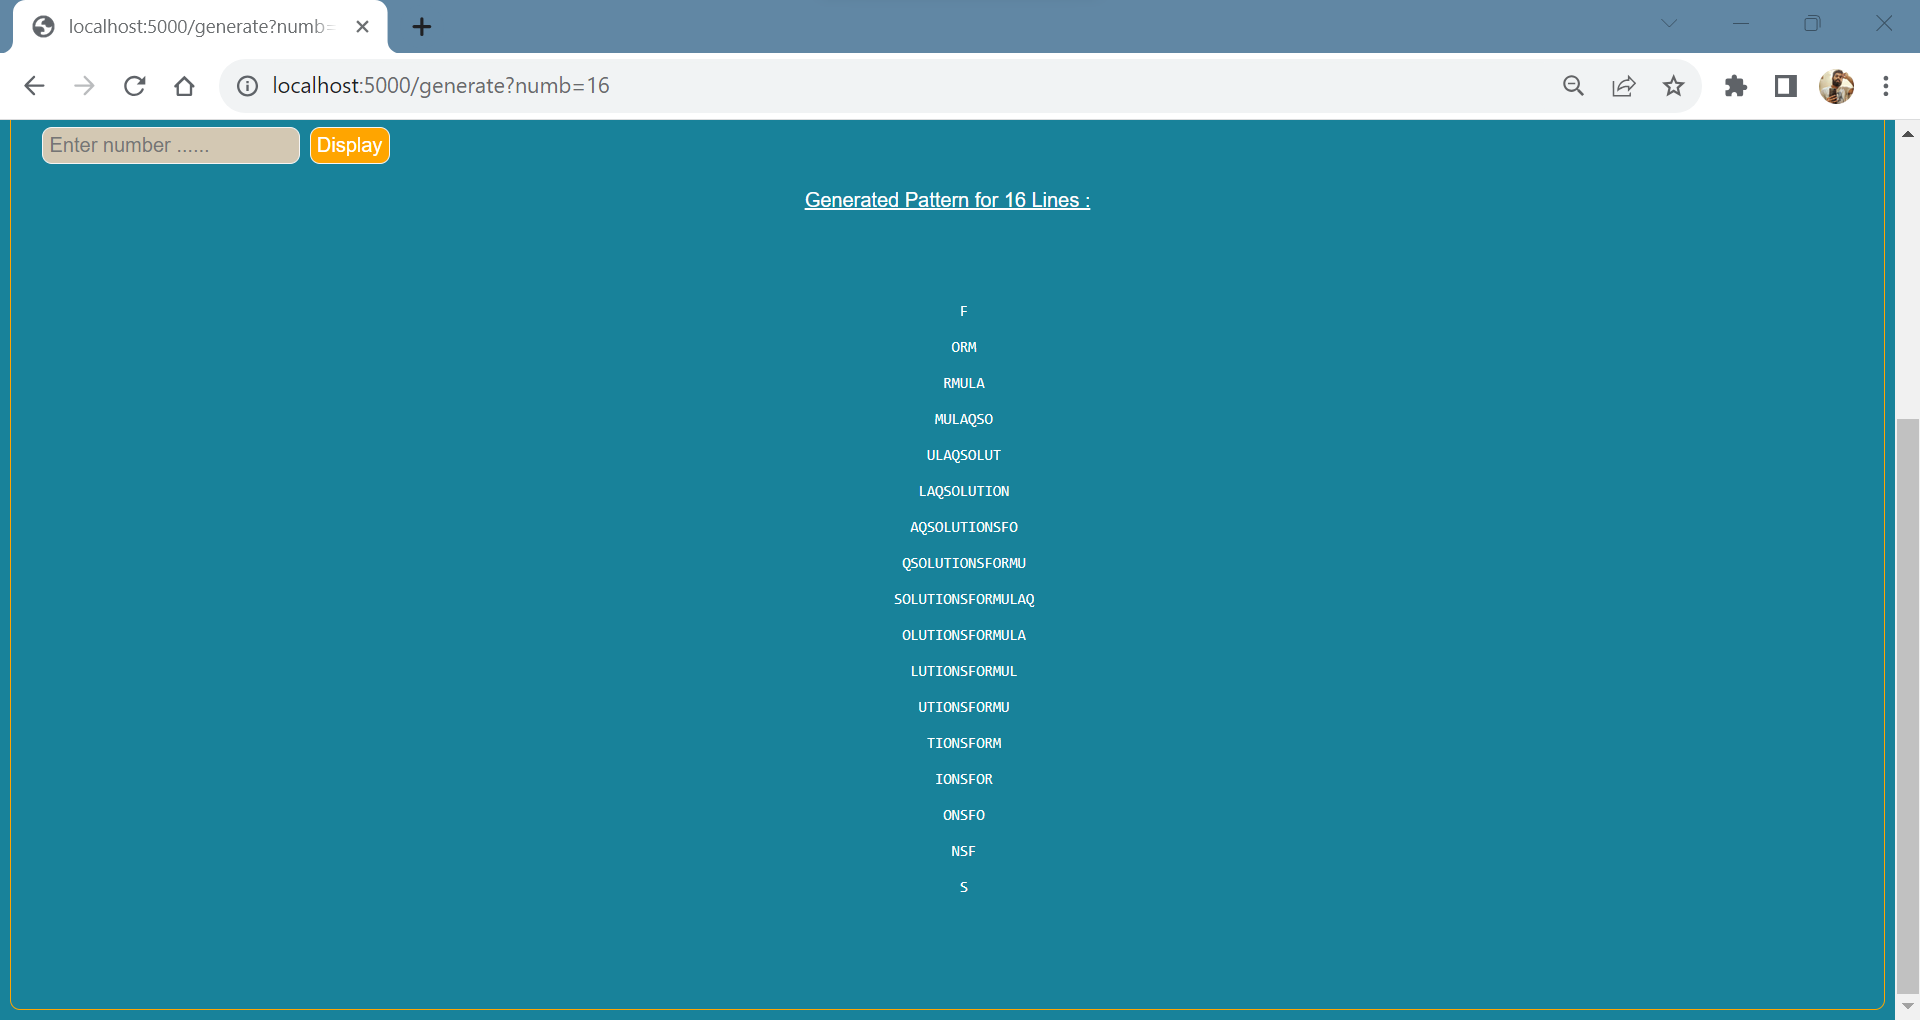 localhost:5000/generate?numb=
localhost:5000/generate?numb=16
Enter number ......
Display
Generated Pattern for 16 Lines :
F
ORM
RMULA
MULAQSO
ULAQSOLUT
LAQSOLUTION
AQSOLUTIONSFO
QSOLUTIONSFORMU
SOLUTIONSFORMULAQ
OLUTIONSFORMULA
LUTIONSFORMUL
UTIONSFORMU
TIONSFORM
IONSFOR
ONSFO
NSF
S